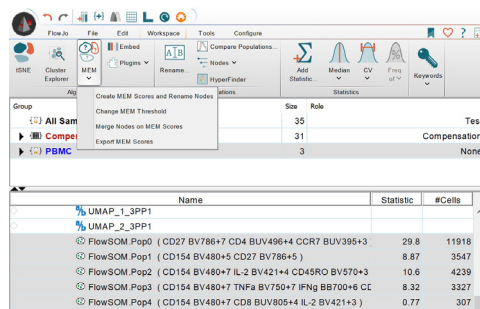 FlowJo File Edit Workspace Tools Configure
tSNE
Cluster Explorer
MEM
Embed
Plugins
Rename...
Compare Populations...
Nodes
HyperFinder
Add Statistic...
Median
CV
Freq of
Keywords
Alg
ations
Statistics
Create MEM Scores and Rename Nodes
Change MEM Threshold
Merge Nodes on MEM Scores
Export MEM Scores
Group Size Role
{ } All Sam 35 Tes
Compe 31 Compensation
{ } PBMC 3 None
Name Statistic #Cells
% UMAP_1_3PP1
% UMAP_2_3PP1
FlowSOM.Pop0 ( CD27 BV786+7 CD4 BUV496+4 CCR7 BUV395+3 29.8 11918
FlowSOM.Pop1 ( CD154 BV480+5 CD27 BV786+5 ) 8.87 3547
FlowSOM.Pop2 ( CD154 BV480+7 IL-2 BV421+4 CD45RO BV570+3 10.6 4239
FlowSOM.Pop3 ( CD154 BV480+7 TNFa BV750+7 IFNg BB700+6 CD 8.32 3327
FlowSOM.Pop4 ( CD154 BV480+7 CD8 BUV805+4 IL-2 BV421+3 ) 0.77 307